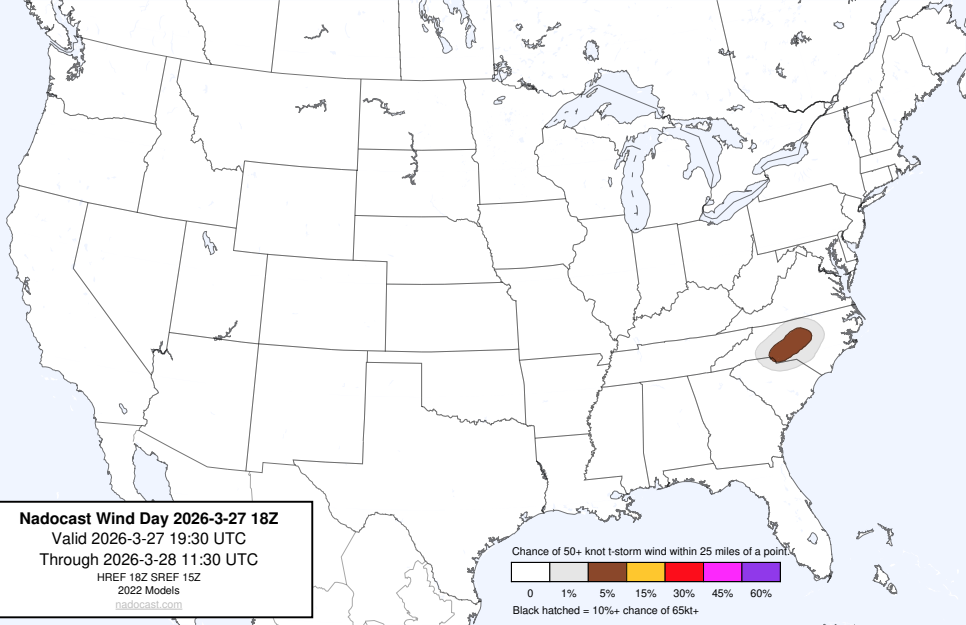 Nadocast Wind Day 2026-3-27 18Z
Valid 2026-3-27 19:30 UTC
Through 2026-3-28 11:30 UTC
HREF 18Z SREF 15Z
2022 Models
nadocast.com
Chance of 50+ knot t-storm wind within 25 miles of a point.
0 1% 5% 15% 30% 45% 60%
Black hatched = 10%+ chance of 65kt+